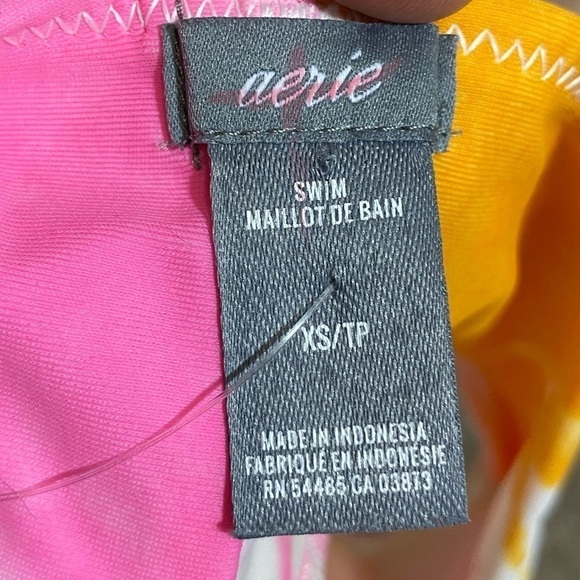 aerie
SWIM
MAILLOT DE BAIN
XS/TP
MADE IN INDONESIA
FABRIQUÉ EN INDONÉSIE
RN 54485 CA 03873